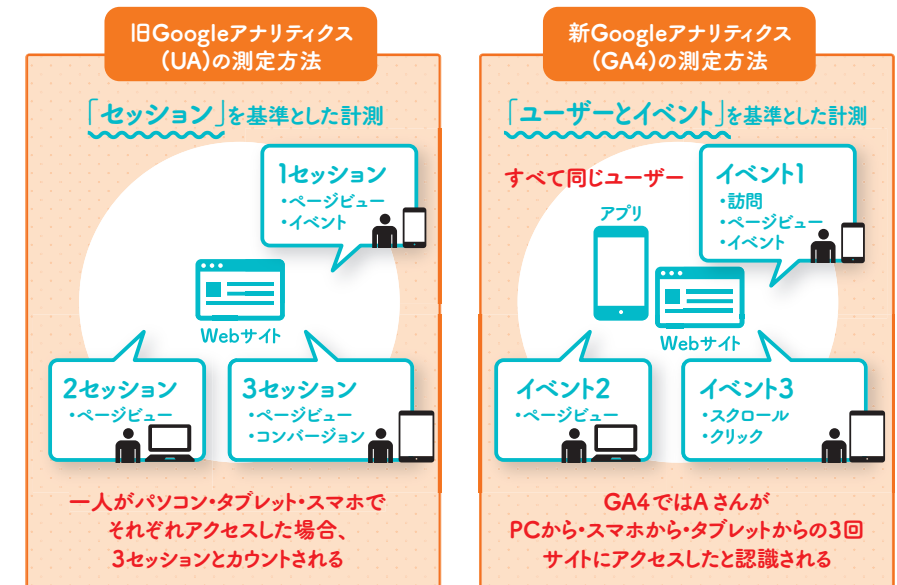 旧Googleアナリティクス
(UA)の測定方法
「セッション」を基準とした計測
1セッション
・ページビュー
・イベント
Webサイト
2セッション
・ページビュー
3セッション
・ページビュー
・コンバージョン
一人がパソコン・タブレット・スマホで
それぞれアクセスした場合、
3セッションとカウントされる
新Googleアナリティクス
(GA4)の測定方法
「ユーザーとイベント」を基準とした計測
すべて同じユーザー
イベント1
・訪問
・ページビュー
・イベント
アプリ
Webサイト
イベント2
・ページビュー
イベント3
・スクロール
・クリック
GA4ではAさんが
PCから・スマホから・タブレットからの3回
サイトにアクセスしたと認識される